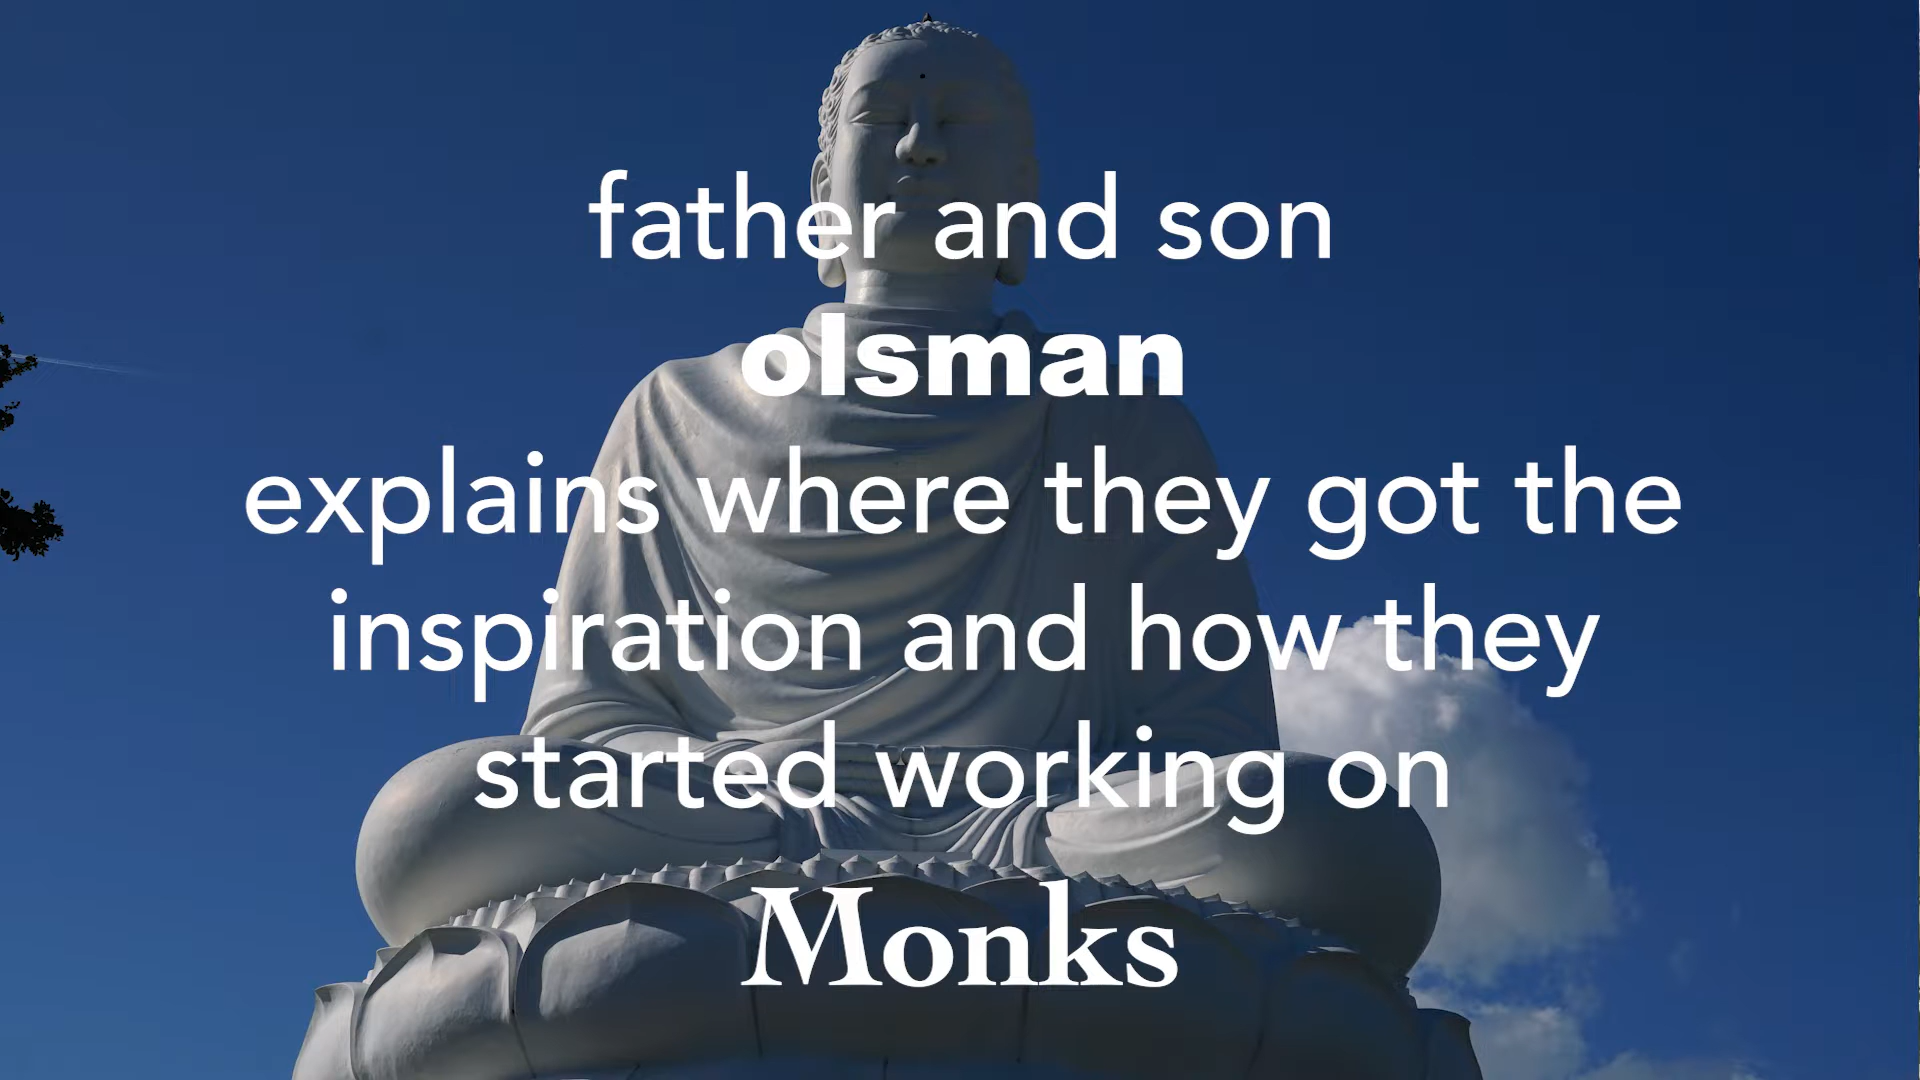 father and son
olsman
explains where they got the
inspiration and how they
started working on
Monks